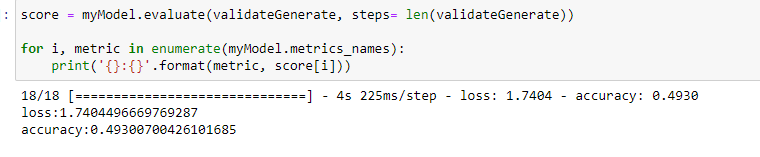 : score = myModel.evaluate(validateGenerate, steps= len(validateGenerate))
for i, metric in enumerate(myModel.metrics_names):
    print('{}:{}'.format(metric, score[i]))
18/18 [==============================] - 4s 225ms/step - loss: 1.7404 - accuracy: 0.4930
loss:1.7404496669769287
accuracy:0.49300700426101685